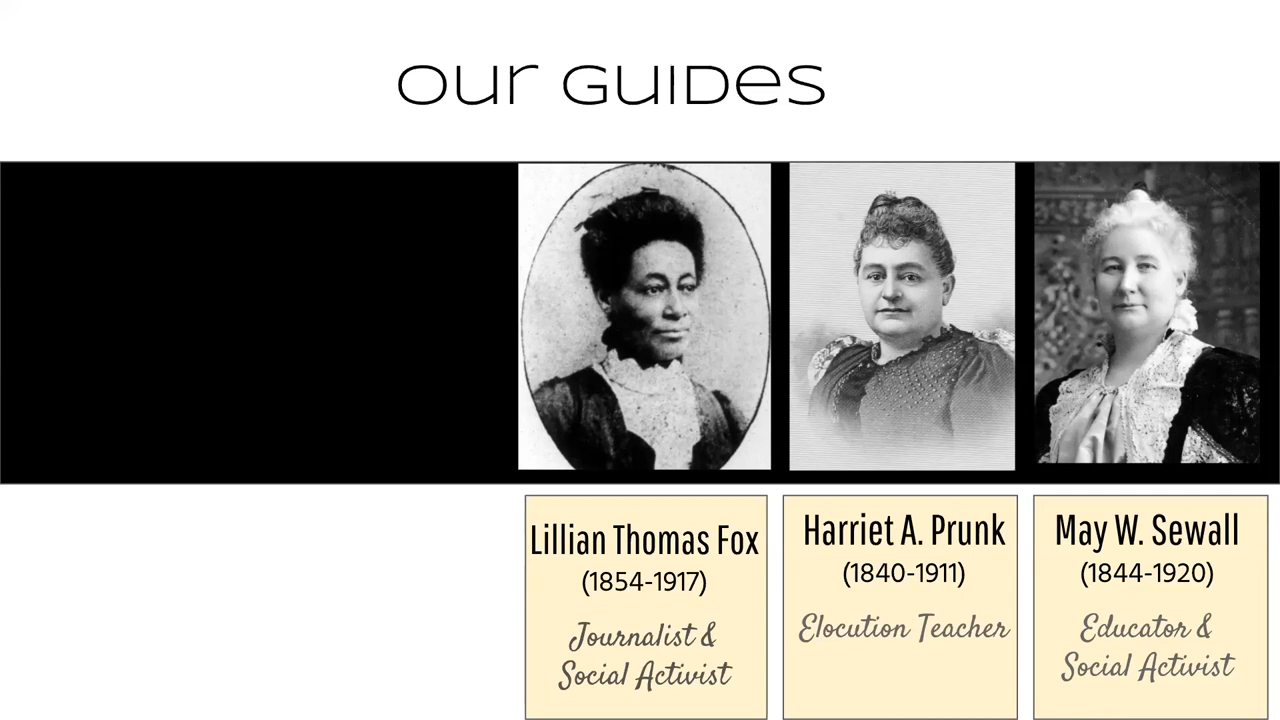 Our Guides
Lillian Thomas Fox
(1854-1917)
Journalist &
Social Activist
Harriet A. Prunk
(1840-1911)
Elocution Teacher
May W. Sewall
(1844-1920)
Educator &
Social Activist